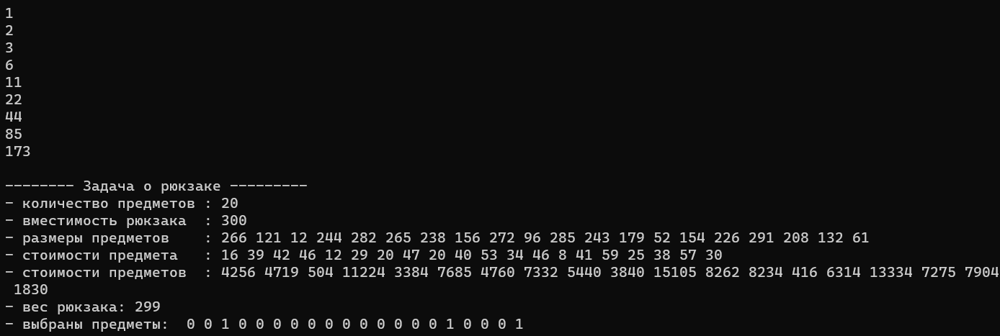 1
2
3
6
11
22
44
85
173
-------- Задача о рюкзаке ---------
- количество предметов : 20
- вместимость рюкзака  : 300
- размеры предметов    : 266 121 12 244 282 265 238 156 272 96 285 243 179 52 154 226 291 208 132 61
- стоимости предмета   : 16 39 42 46 12 29 20 47 20 40 53 34 46 8 41 59 25 38 57 30
- стоимости предметов  : 4256 4719 504 11224 3384 7685 4760 7332 5440 3840 15105 8262 8234 416 6314 13334 7275 7904
 1830
- вес рюкзака: 299
- выбраны предметы:  0 0 1 0 0 0 0 0 0 0 0 0 0 0 0 1 0 0 0 1